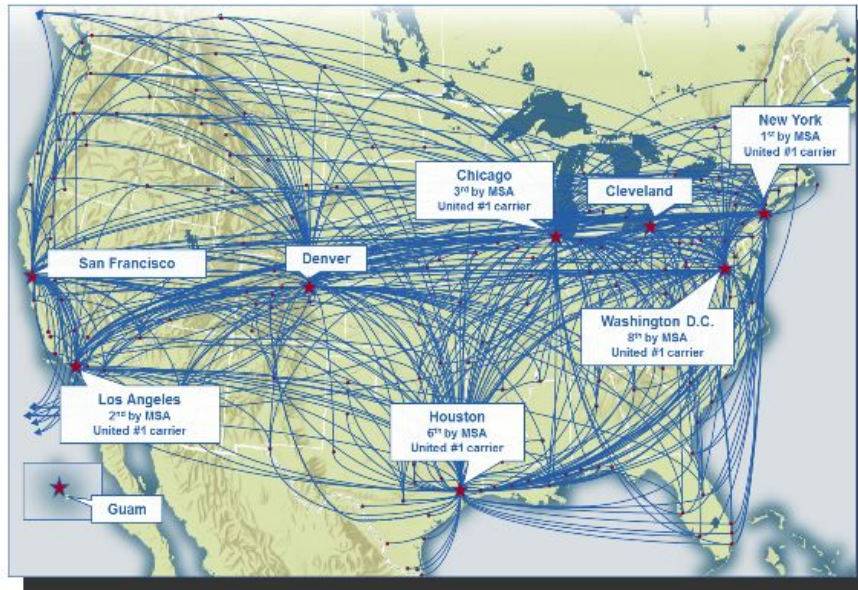 New York
1st by MSA
United #1 carrier
Chicago
3rd by MSA
United #1 carrier
Cleveland
San Francisco
Denver
Washington D.C.
8th by MSA
United #1 carrier
Los Angeles
2nd by MSA
United #1 carrier
Houston
6th by MSA
United #1 carrier
Guam